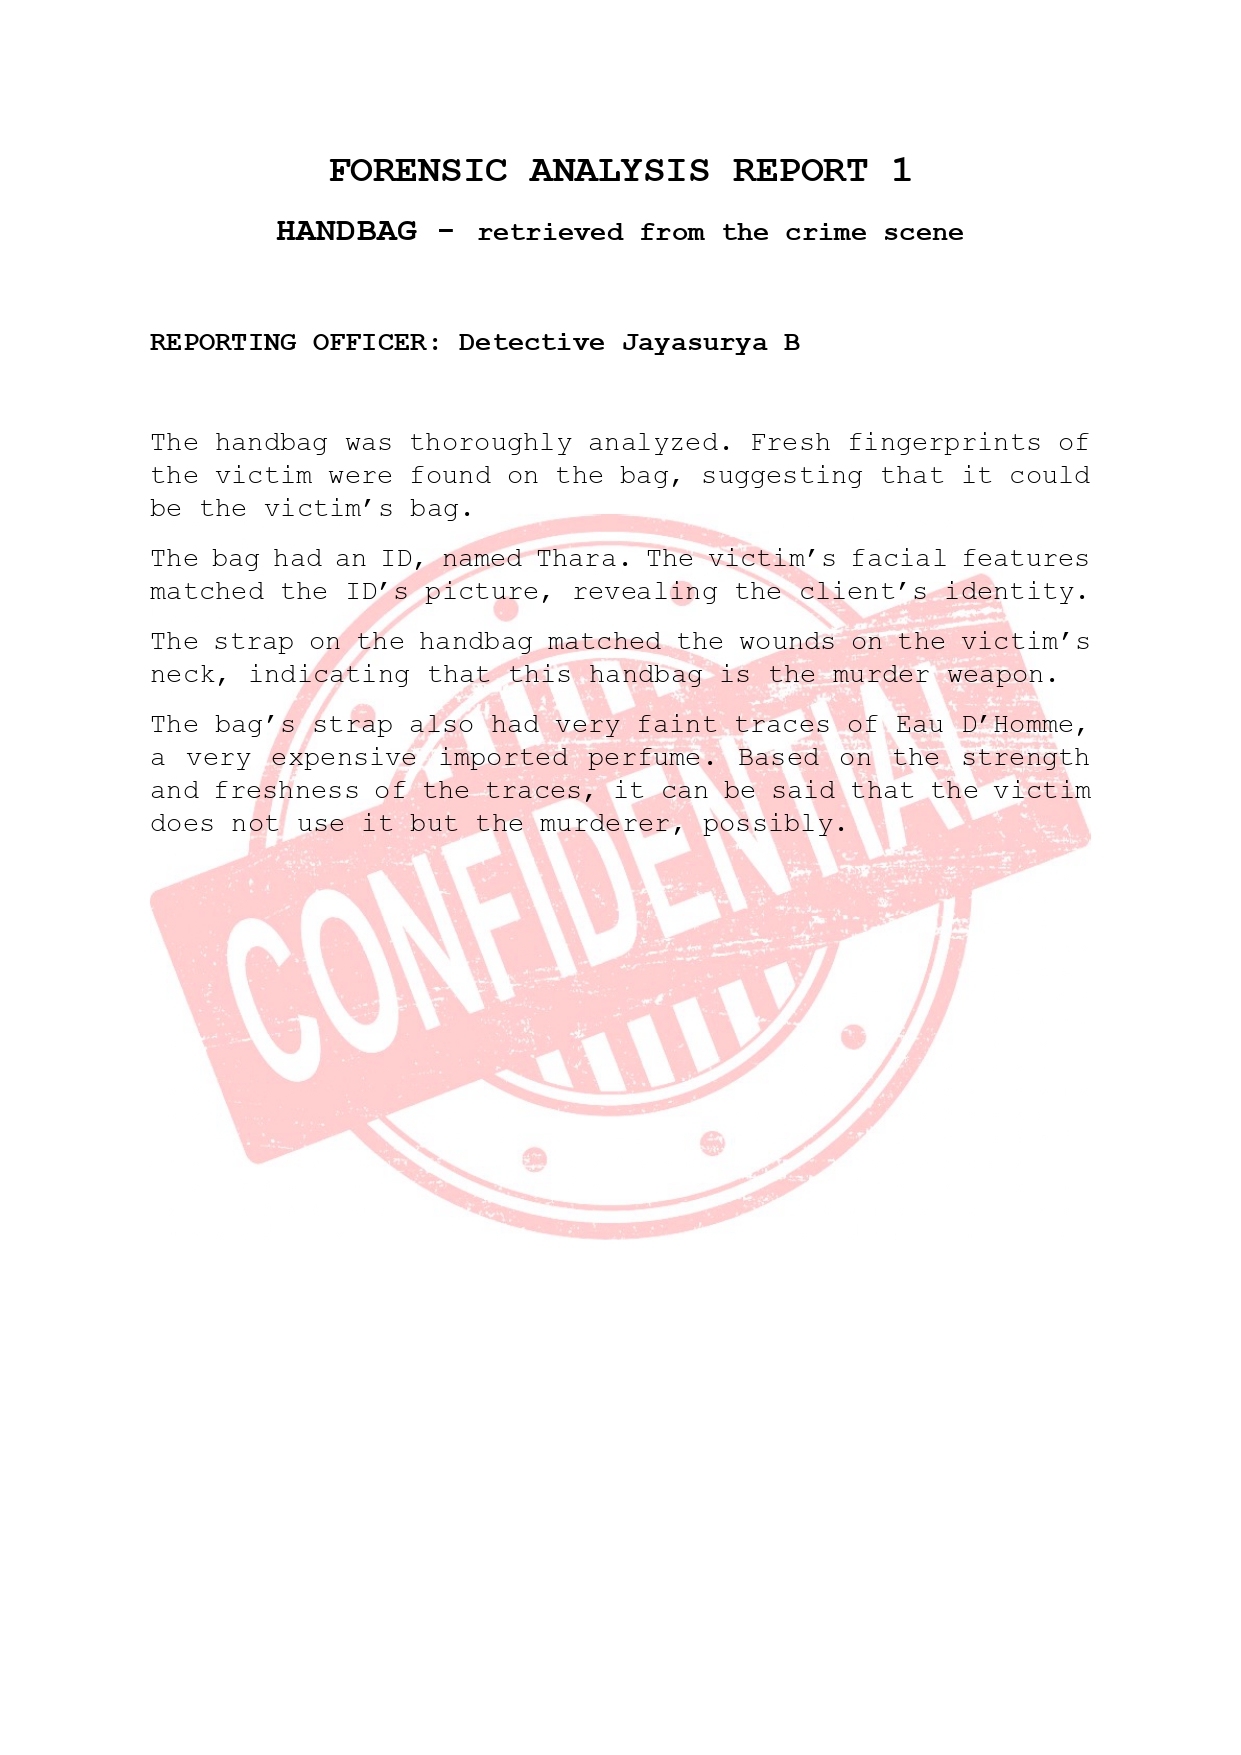 FORENSIC ANALYSIS REPORT 1
HANDBAG – retrieved from the crime scene
REPORTING OFFICER: Detective Jayasurya B
The handbag was thoroughly analyzed. Fresh fingerprints of
the victim were found on the bag, suggesting that it could
be the victim’s bag.
The bag had an ID, named Thara. The victim’s facial features
matched the ID’s picture, revealing the client’s identity.
The strap on the handbag matched the wounds on the victim’s
neck, indicating that this handbag is the murder weapon.
The bag’s strap also had very faint traces of Eau D’Homme,
a very expensive imported perfume. Based on the strength
and freshness of the traces, it can be said that the victim
does not use it but the murderer, possibly.
CONFIDENTIAL